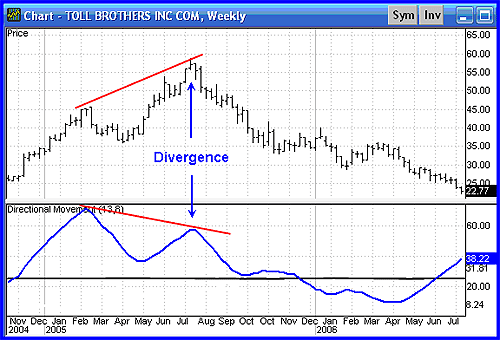 Chart - TOLL BROTHERS INC COM, Weekly
Sym Inv
Price
65.00
60.00
55.00
50.00
45.00
40.00
35.00
30.00
25.00
22.77
Divergence
Directional Movement (13,8)
60.00
38.22
31.81
20.00
8.24
Nov Dec Jan Feb Mar Apr May Jun Jul Aug Sep Oct Nov Dec Jan Feb Mar Apr May Jun Jul
2004 2005 2006